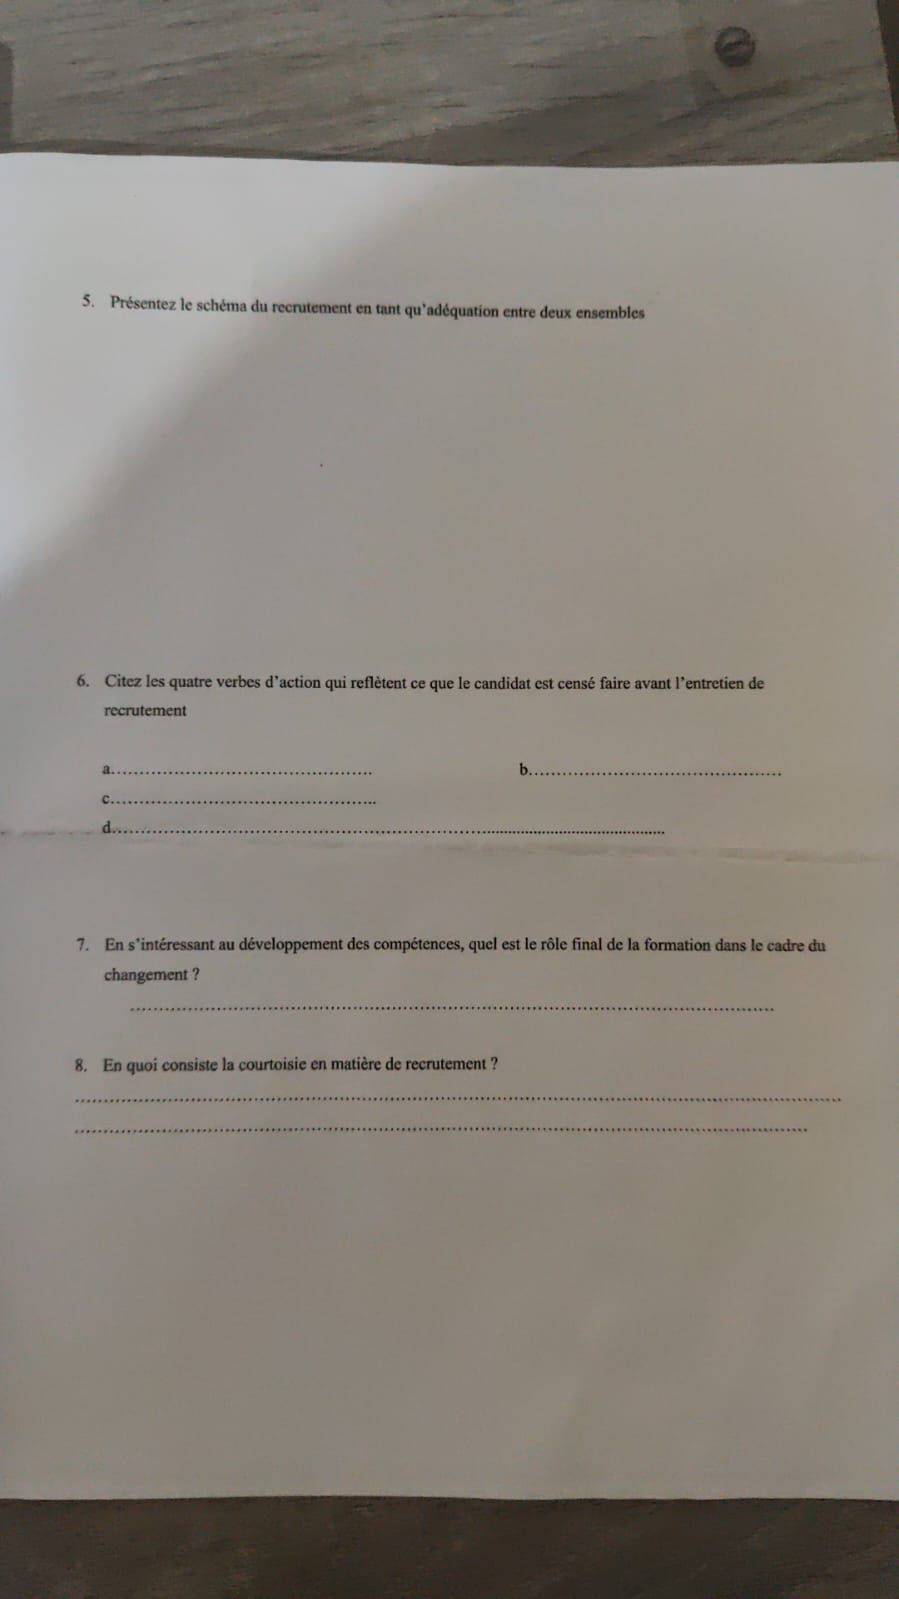 5. Présentez le schéma du recrutement en tant qu'adéquation entre deux ensembles
6. Citez les quatre verbes d'action qui reflètent ce que le candidat est censé faire avant l'entretien de
recrutement
a.............................................. b.............................................
c...............................................
d....................................................................................................
7. En s'intéressant au développement des compétences, quel est le rôle final de la formation dans le cadre du
changement ?
..................................................................................................................
8. En quoi consiste la courtoisie en matière de recrutement ?
........................................................................................................................................
..................................................................................................................................